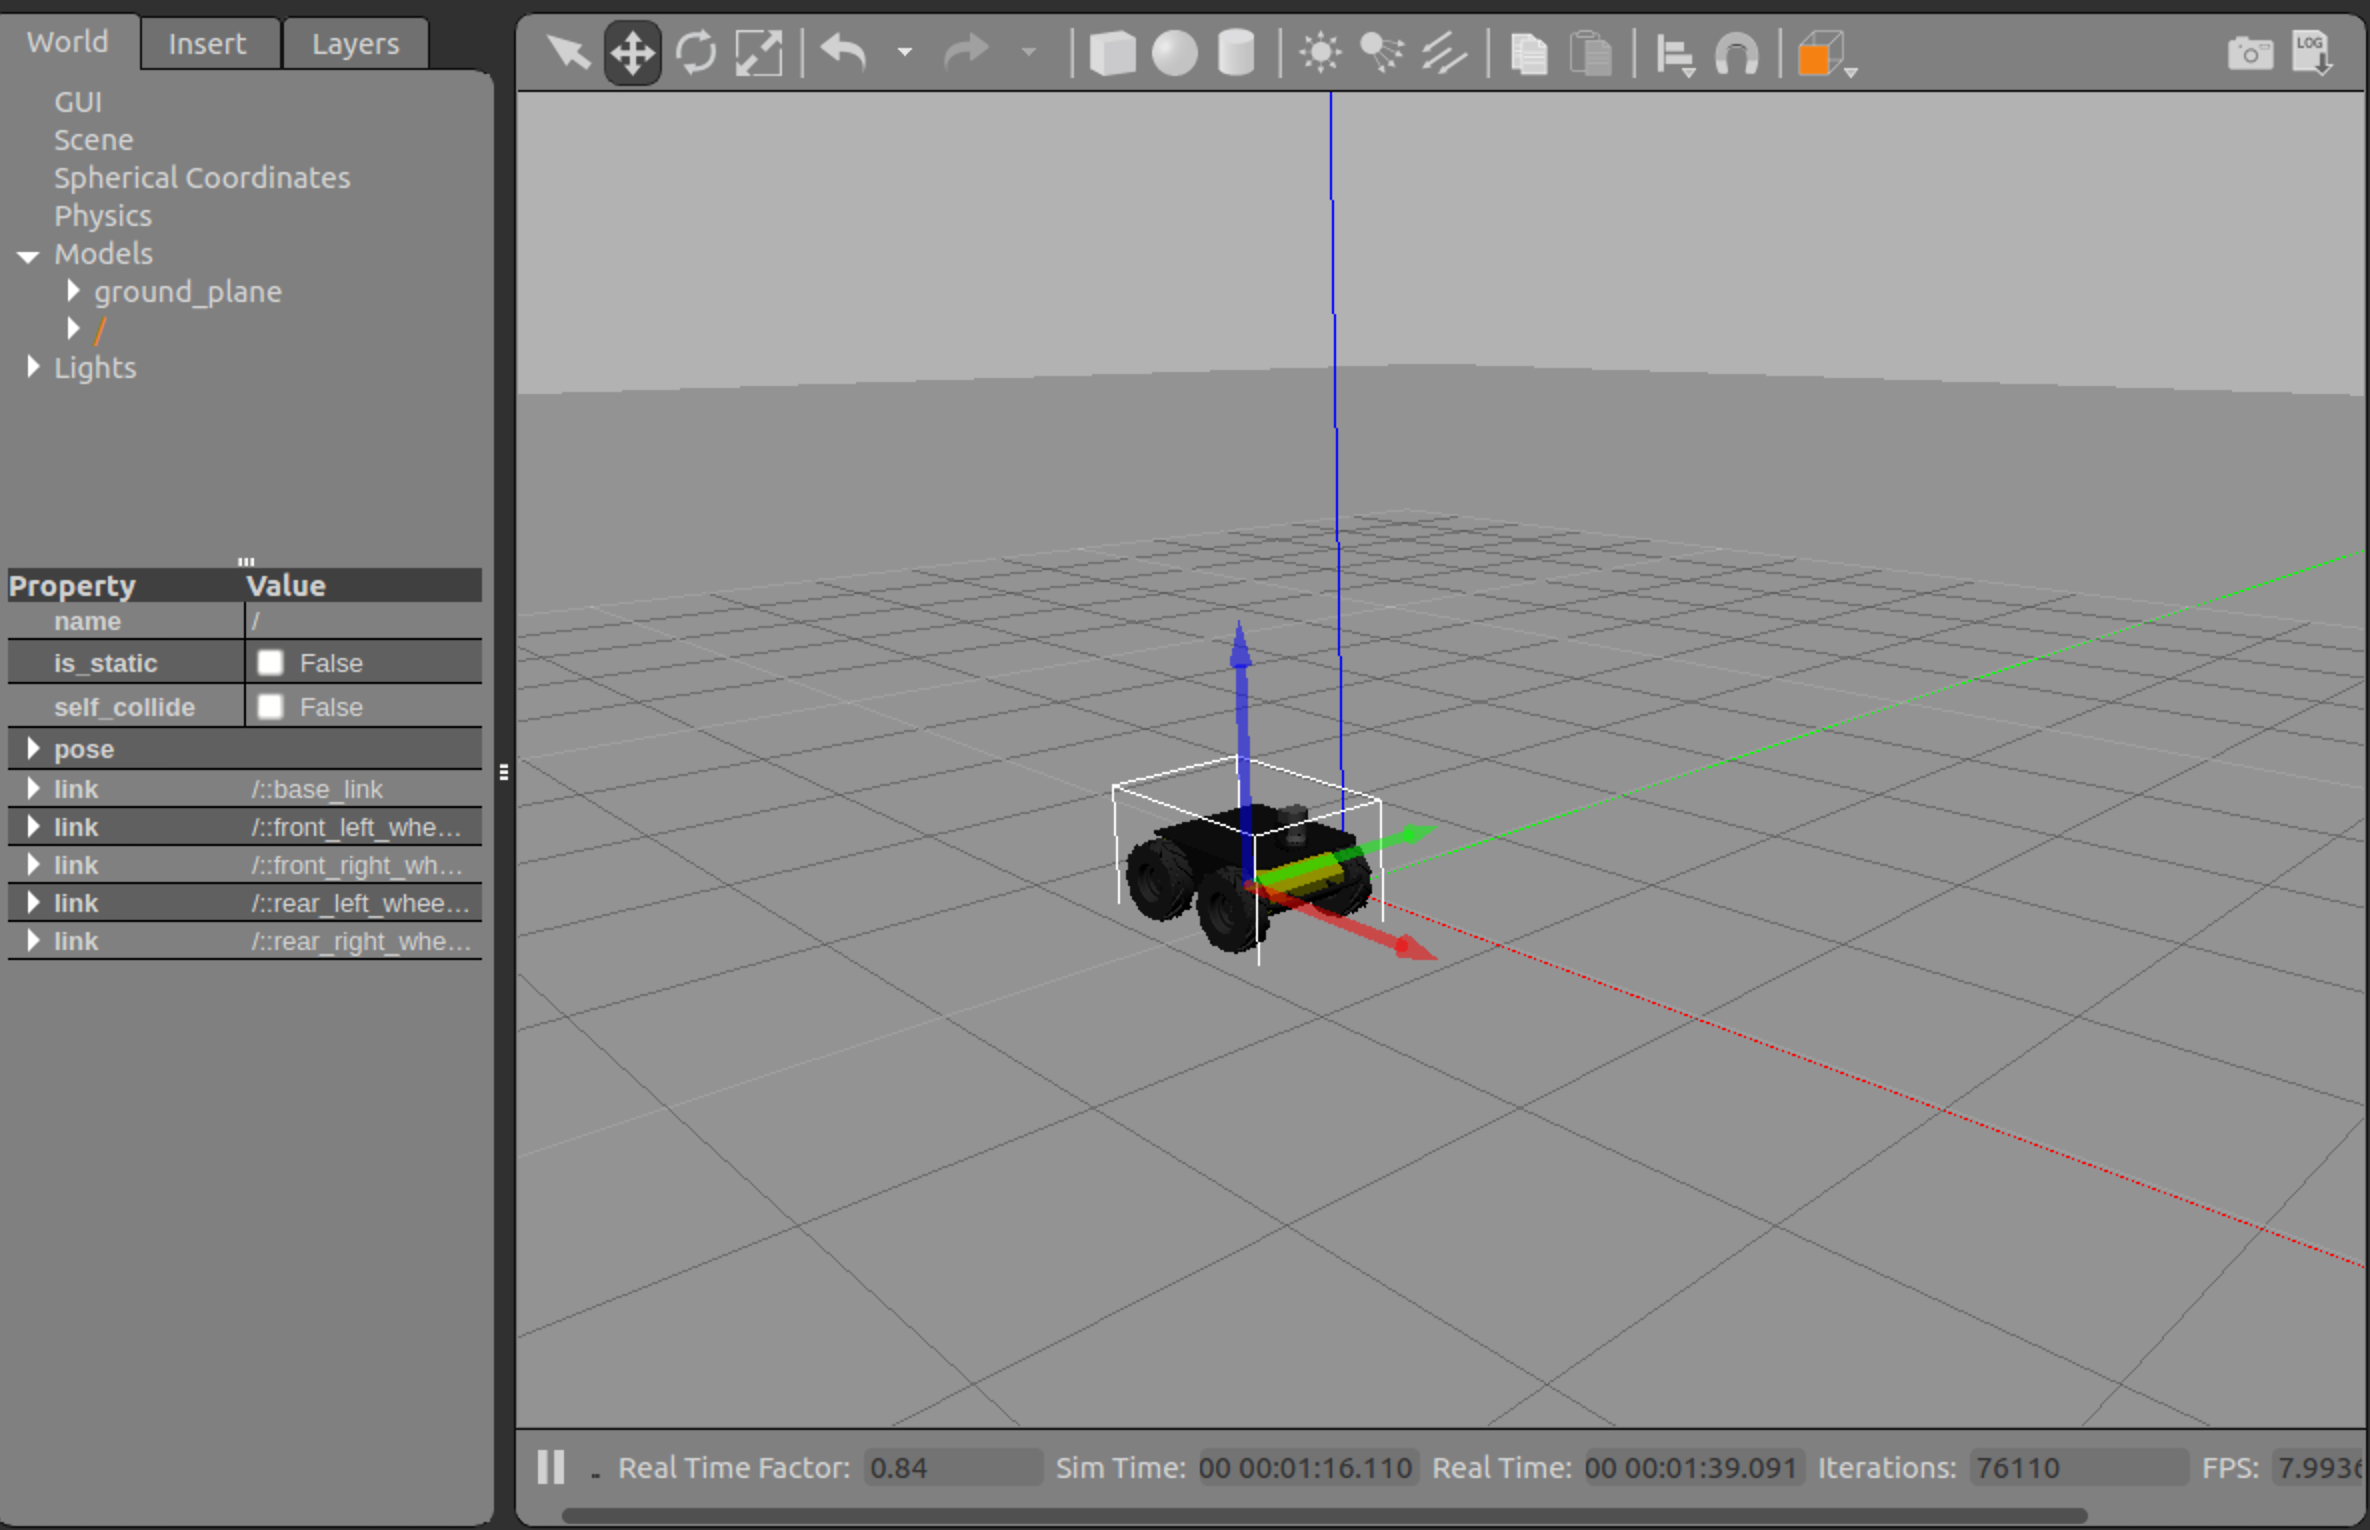 World Insert Layers
LOG
GUI
Scene
Spherical Coordinates
Physics
Models
ground_plane
/
Lights
Property Value
name /
is_static False
self_collide False
pose
link /::base_link
link /::front_left_whe...
link /::front_right_wh...
link /::rear_left_whee...
link /::rear_right_whe...
Real Time Factor: 0.84 Sim Time: 00 00:01:16.110 Real Time: 00 00:01:39.091 Iterations: 76110 FPS: 7.9936